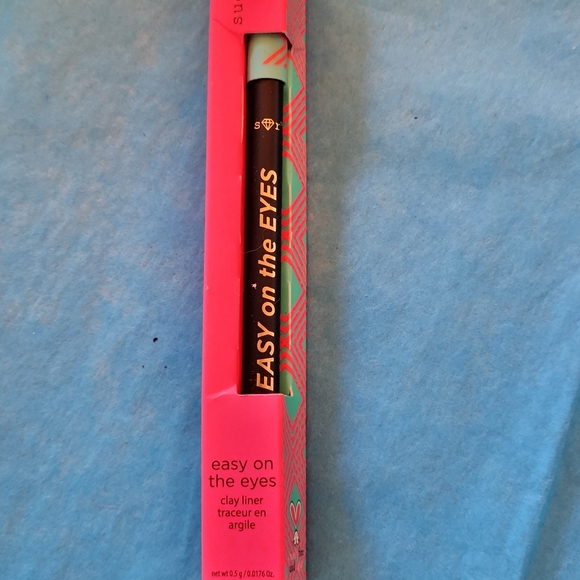 EASY on the EYES
easy on
the eyes
clay liner
traceur en
argile
net wt 0.5 g / 0.0176 Oz.